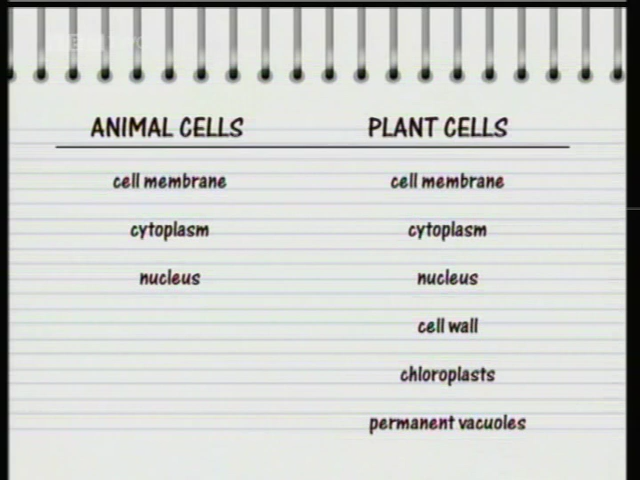 ANIMAL CELLS PLANT CELLS
cell membrane cell membrane
cytoplasm cytoplasm
nucleus nucleus
cell wall
chloroplasts
permanent vacuoles